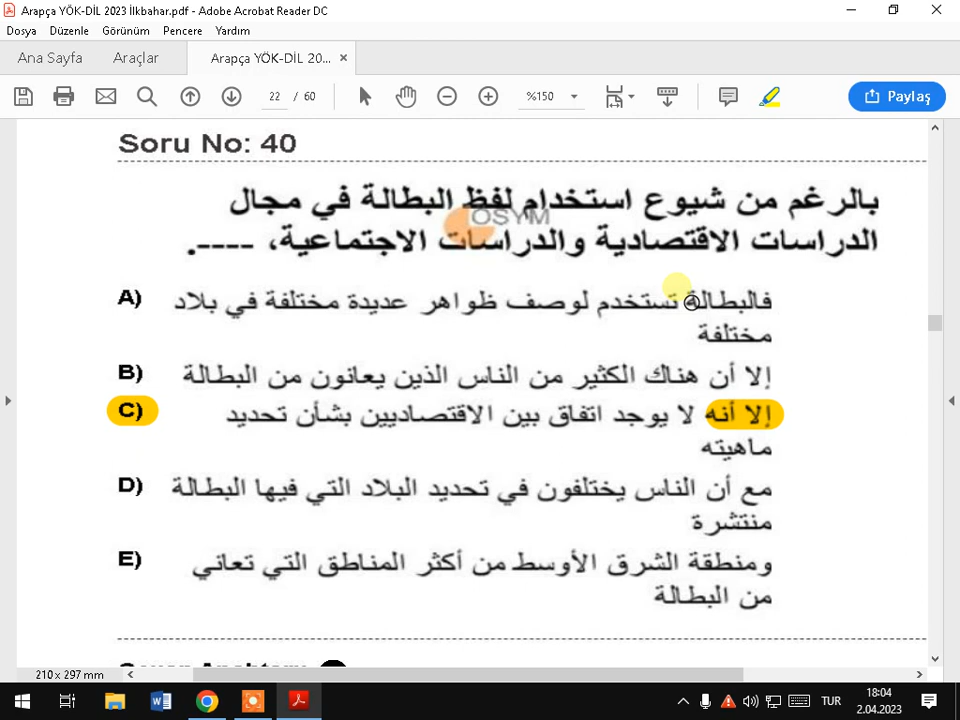 Arapça YÖK-DİL 2023 İlkbahar.pdf - Adobe Acrobat Reader DC
Dosya Düzenle Görünüm Pencere Yardım
Ana Sayfa Araçlar Arapça YÖK-DİL 20... ×
22 / 60 %150 Paylaş
Soru No: 40
بالرغم من شيوع استخدام لفظ البطالة في مجال
OSYM
الدراسات الاقتصادية والدراسات الاجتماعية، ----.
A) فالبطالة تستخدم لوصف ظواهر عديدة مختلفة في بلاد
مختلفة
B) إلا أن هناك الكثير من الناس الذين يعانون من البطالة
C) إلا أنه لا يوجد اتفاق بين الاقتصاديين بشأن تحديد
ماهيته
D) مع أن الناس يختلفون في تحديد البلاد التي فيها البطالة
منتشرة
E) ومنطقة الشرق الأوسط من أكثر المناطق التي تعاني
من البطالة
210 x 297 mm
TUR
18:04
2.04.2023